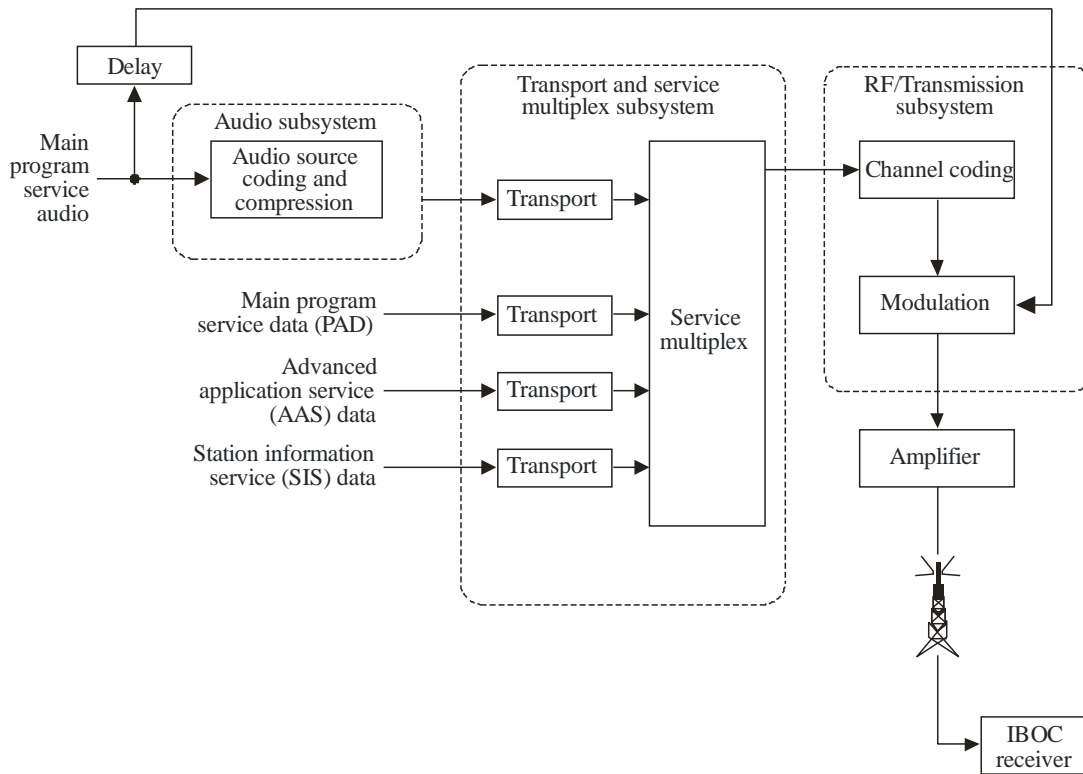 Delay
Main
program
service
audio
Audio subsystem
Audio source
coding and
compression
Transport and service
multiplex subsystem
Transport
Main program
service data (PAD)
Transport
Advanced
application service
(AAS) data
Transport
Station information
service (SIS) data
Transport
Service
multiplex
RF/Transmission
subsystem
Channel coding
Modulation
Amplifier
IBOC
receiver